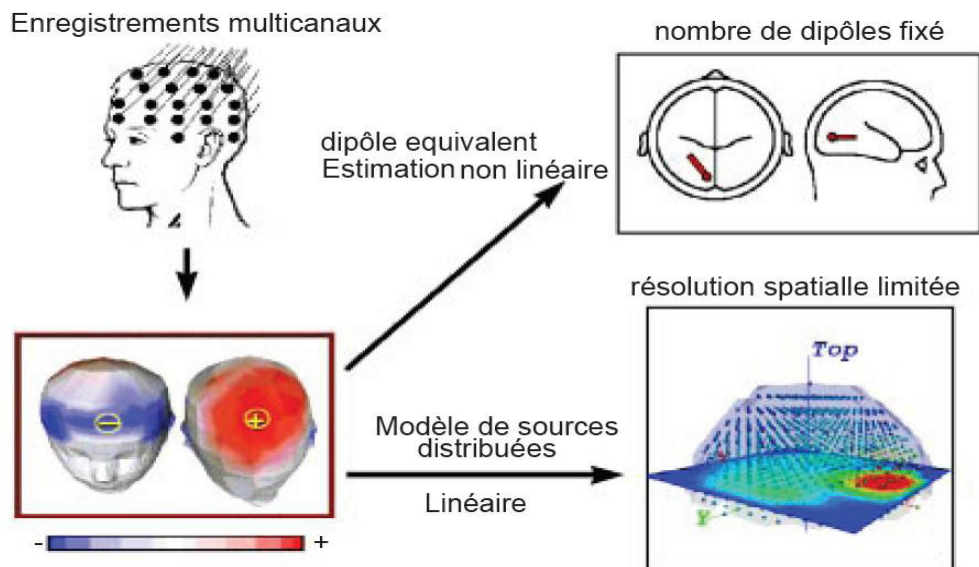 Enregistrements multicanaux
nombre de dipôles fixé
dipôle equivalent
Estimation non linéaire
résolution spatialle limitée
Top
Modèle de sources
distribuées
Linéaire
Y
- +
- +